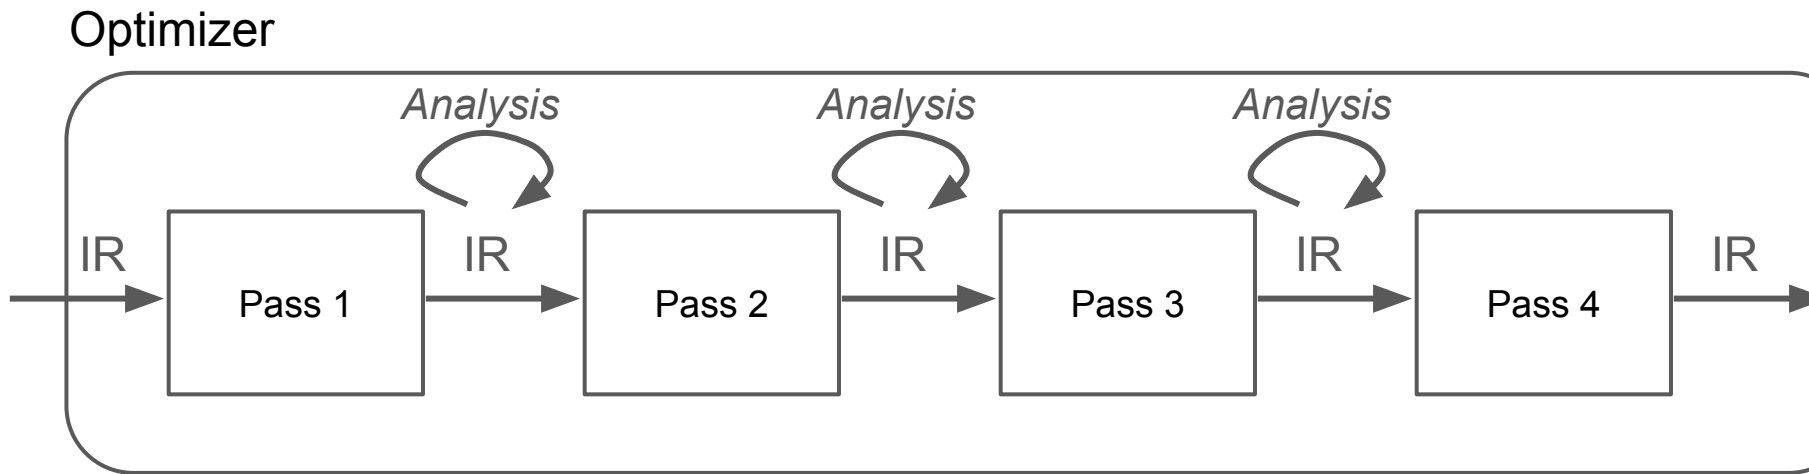 Optimizer
Analysis Analysis Analysis
IR IR IR IR IR
Pass 1 Pass 2 Pass 3 Pass 4